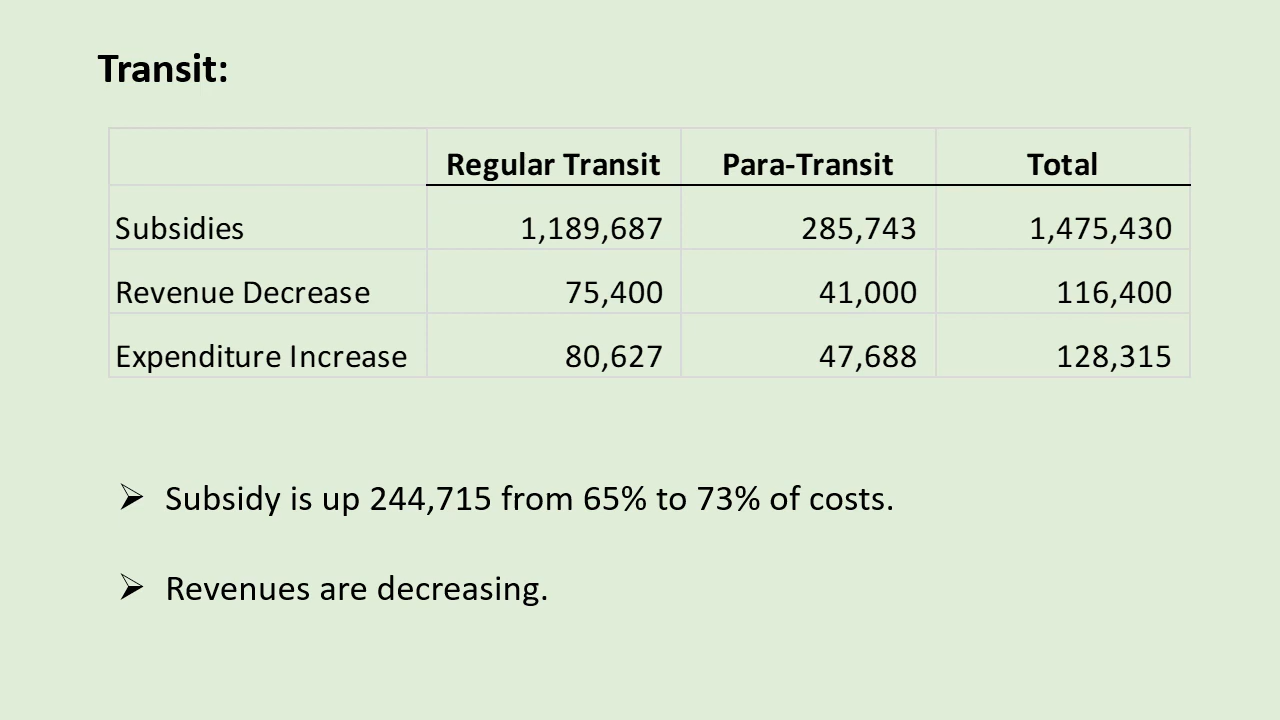 Transit:
Regular Transit Para-Transit Total
Subsidies 1,189,687 285,743 1,475,430
Revenue Decrease 75,400 41,000 116,400
Expenditure Increase 80,627 47,688 128,315
➢ Subsidy is up 244,715 from 65% to 73% of costs.
➢ Revenues are decreasing.